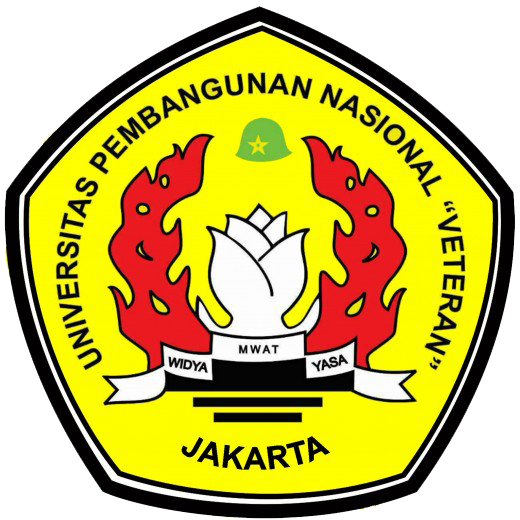 UNIVERSITAS PEMBANGUNAN NASIONAL “VETERAN”
WIDYA MWAT YASA
JAKARTA